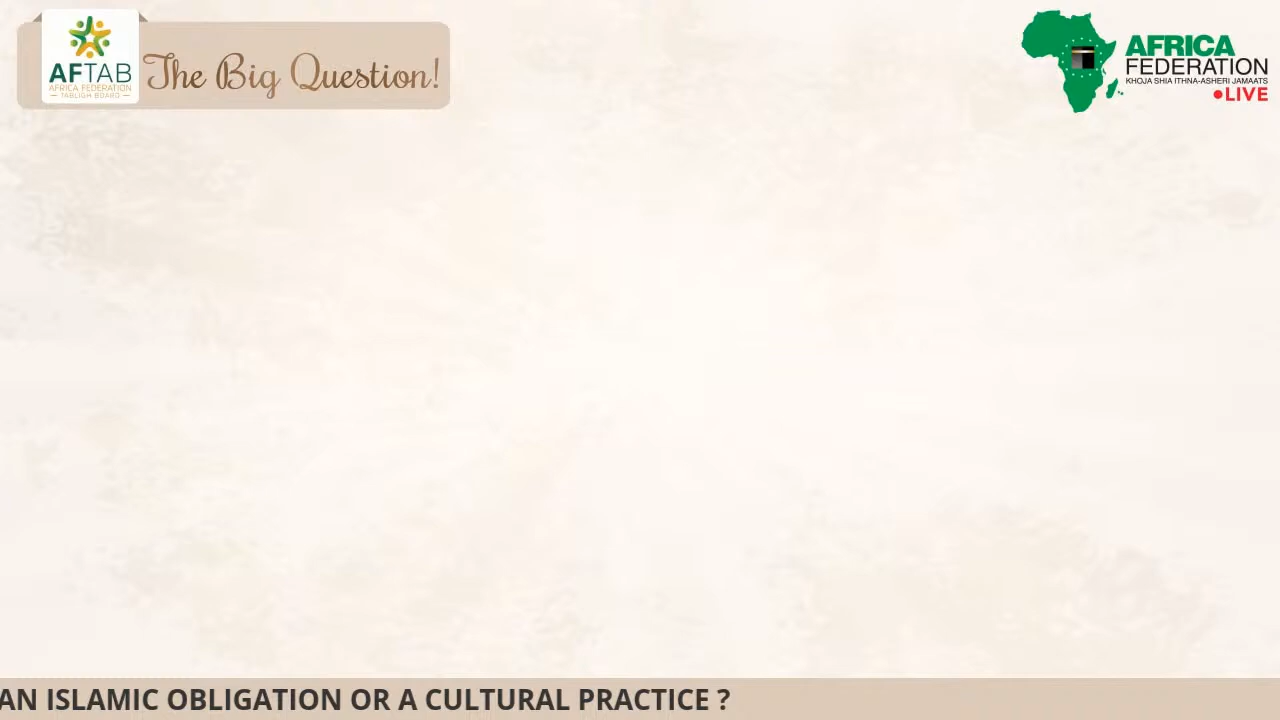 AFTAB
AFRICA FEDERATION
TABLIGH BOARD
The Big Question!
AFRICA
FEDERATION
KHOJA SHIA ITHNA-ASHERI JAMAATS
LIVE
AN ISLAMIC OBLIGATION OR A CULTURAL PRACTICE ?